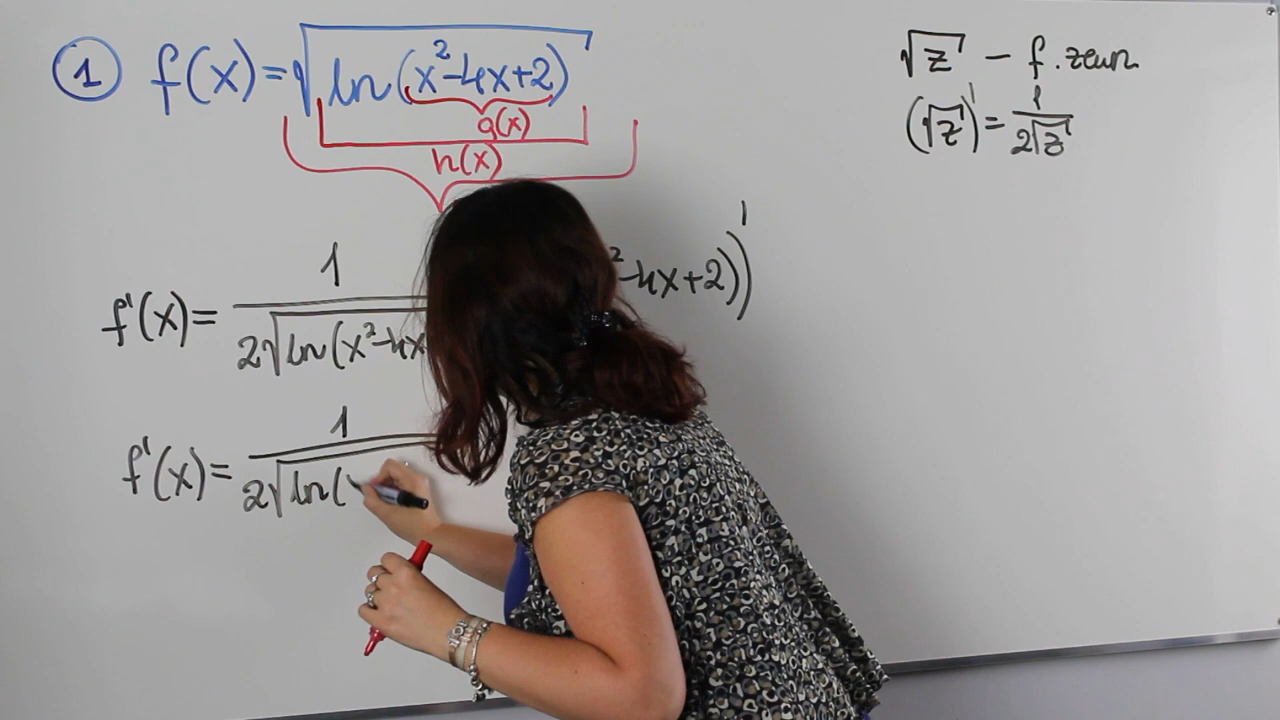 ① f(x)=√ln(x²-4x+2)
g(x)
h(x)
√z - f. zewn.
(√z)' = 1/2√z
f'(x)= 1/2√ln(x²-4x ²-4x+2))'
f'(x)= 1/2√ln(